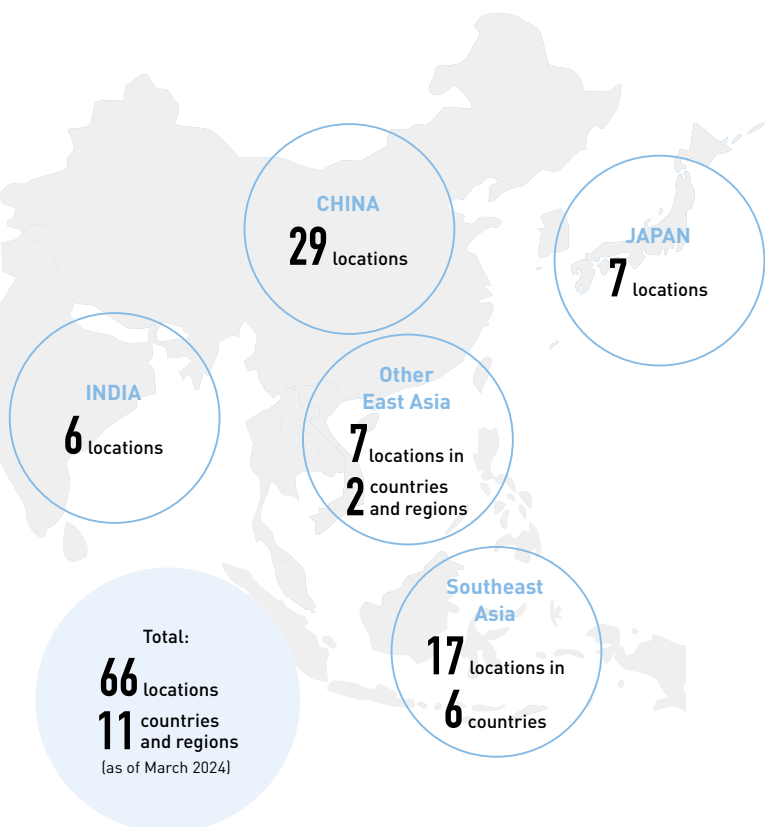 CHINA
29 locations
JAPAN
7 locations
INDIA
6 locations
Other
East Asia
7 locations in
2 countries
and regions
Southeast
Asia
17 locations in
6 countries
Total:
66 locations
11 countries
and regions
(as of March 2024)